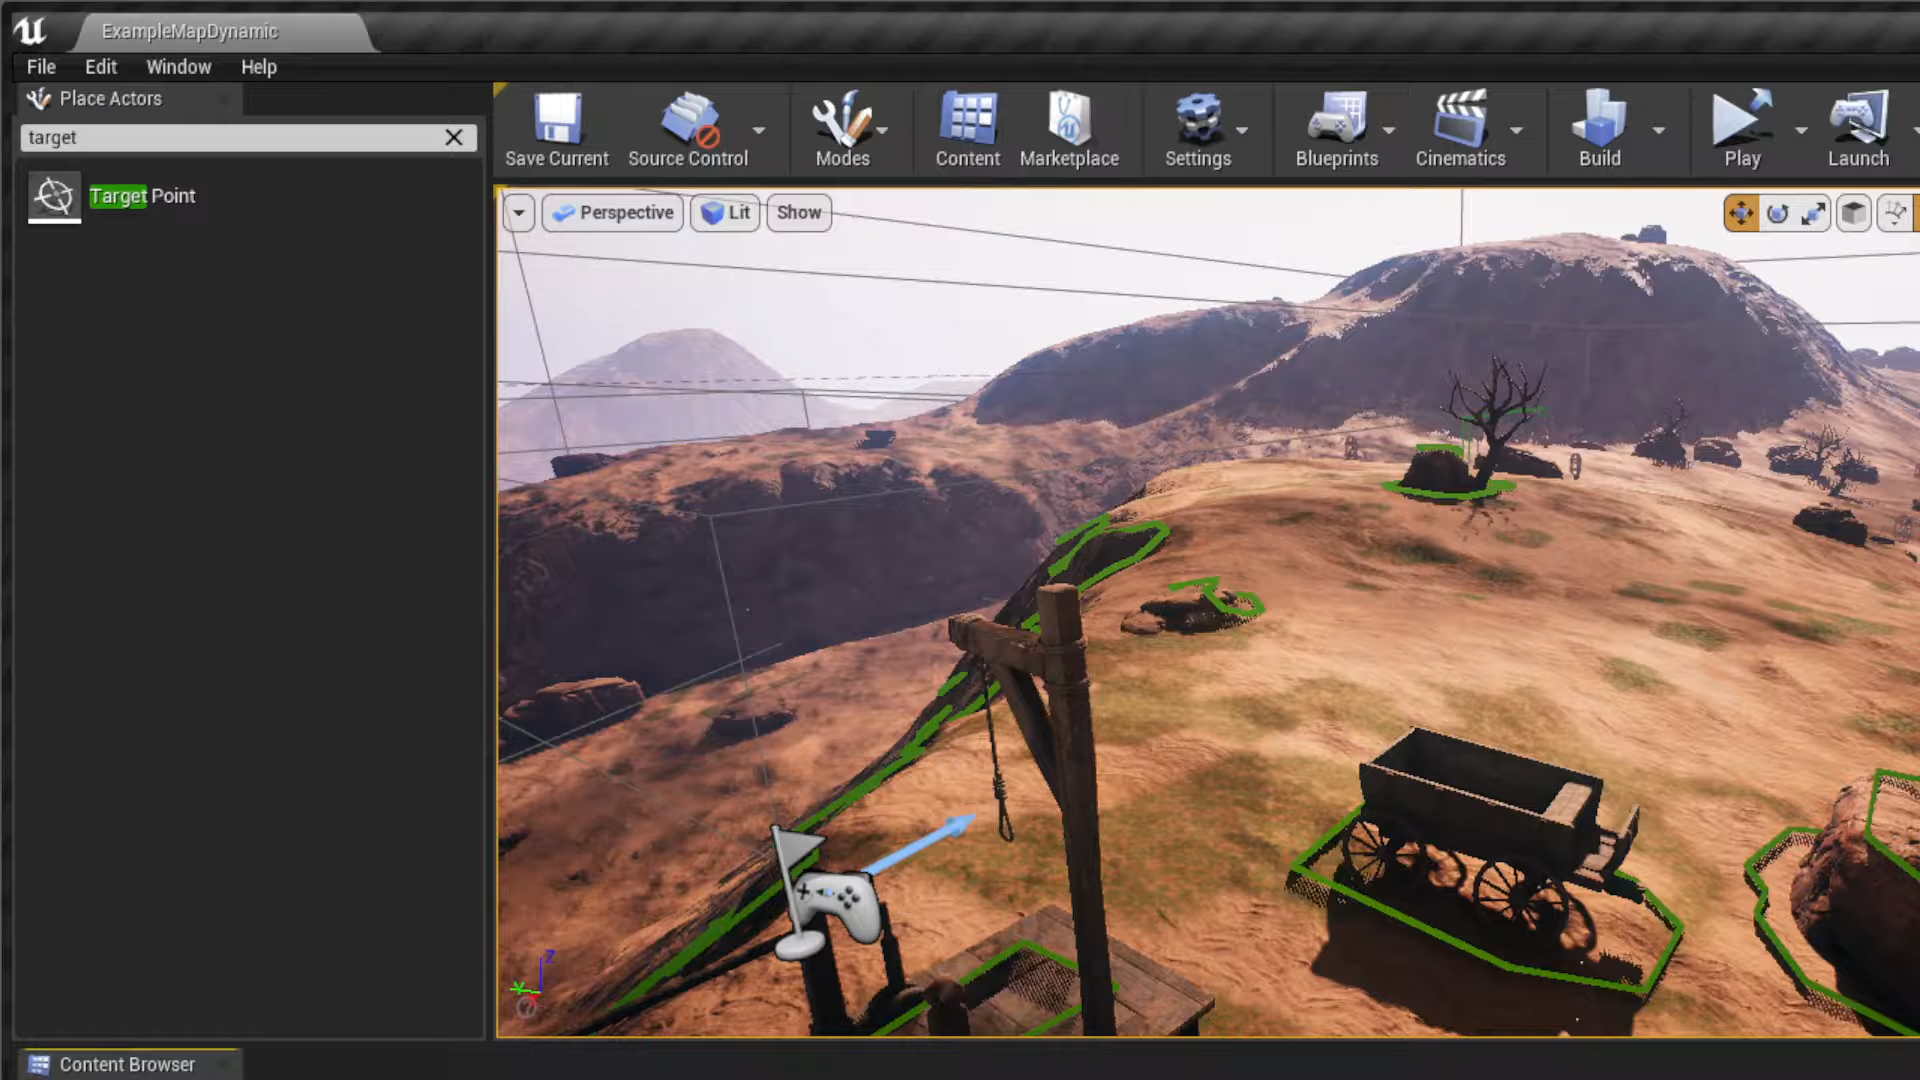 ExampleMapDynamic
File Edit Window Help
Place Actors
target
Target Point
Save Current Source Control Modes Content Marketplace Settings Blueprints Cinematics Build Play Launch
Perspective Lit Show
Z
Y
Content Browser